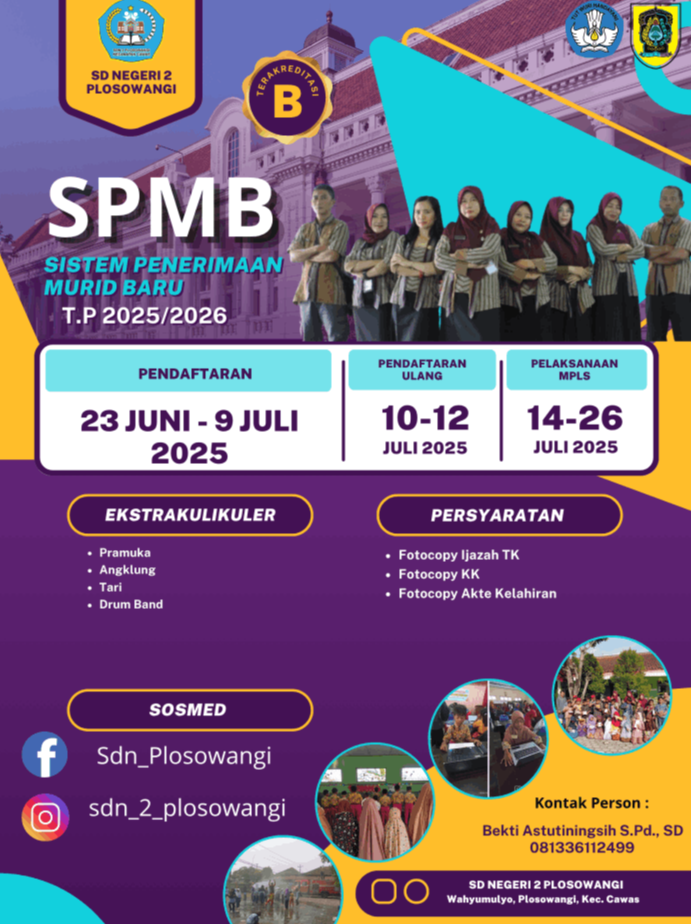 SD NEGERI 2
PLOSOWANGI
TERAKREDITASI
B
TUT WURI HANDAYANI
SPMB
SISTEM PENERIMAAN
MURID BARU
T.P 2025/2026
PENDAFTARAN
23 JUNI - 9 JULI
2025
PENDAFTARAN
ULANG
10-12
JULI 2025
PELAKSANAAN
MPLS
14-26
JULI 2025
EKSTRAKULIKULER
• Pramuka
• Angklung
• Tari
• Drum Band
PERSYARATAN
• Fotocopy Ijazah TK
• Fotocopy KK
• Fotocopy Akte Kelahiran
SOSMED
Sdn_Plosowangi
sdn_2_plosowangi
Kontak Person :
Bekti Astutiningsih S.Pd., SD
081336112499
SD NEGERI 2 PLOSOWANGI
Wahyumulyo, Plosowangi, Kec. Cawas